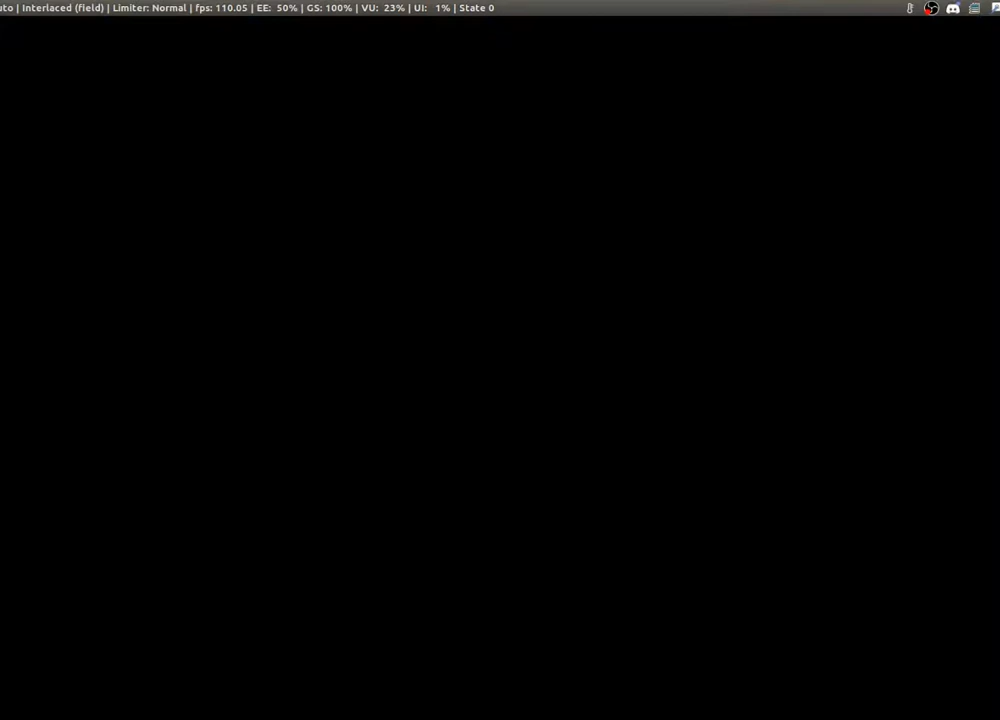 uto | Interlaced (field) | Limiter: Normal | fps: 110.05 | EE: 50% | GS: 100% | VU: 23% | UI: 1% | State 0